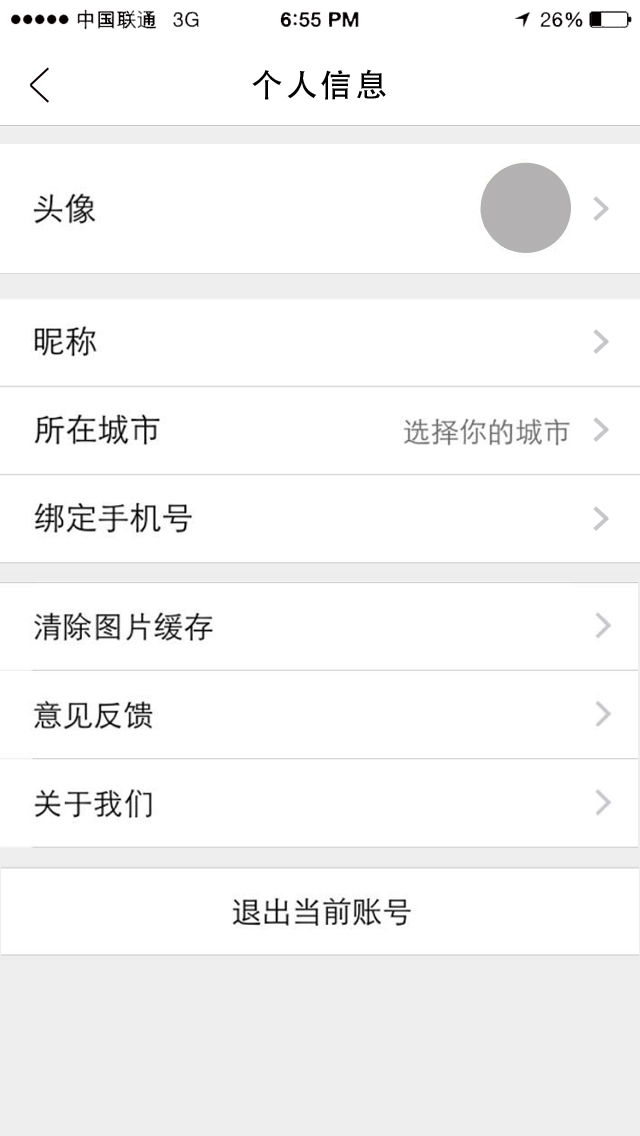 中国联通 3G 6:55 PM 26%
个人信息
头像
昵称
所在城市 选择你的城市
绑定手机号
清除图片缓存
意见反馈
关于我们
退出当前账号